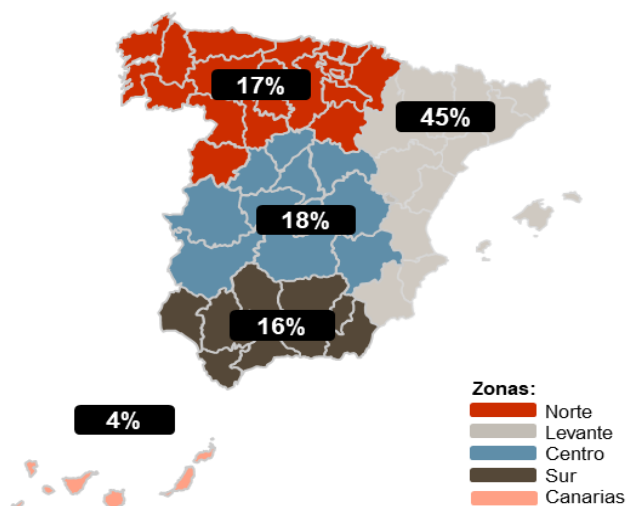 17%
45%
18%
16%
4%
Zonas:
Norte
Levante
Centro
Sur
Canarias